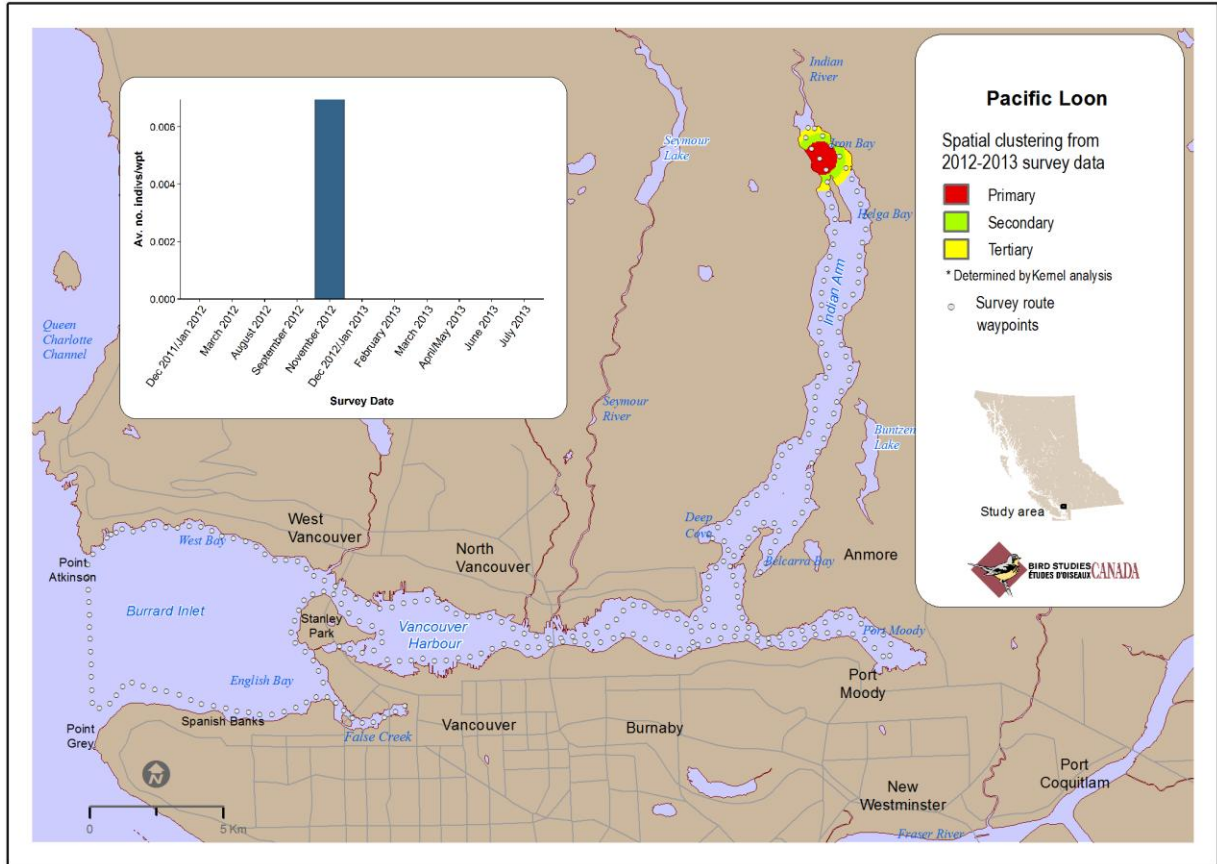 Pacific Loon
Spatial clustering from
2012-2013 survey data
Primary
Secondary
Tertiary
* Determined by Kernel analysis
Survey route
waypoints
Study area
BIRD STUDIES
ÉTUDES D'OISEAUX
CANADA
Av. no. indivs/wpt
0.006
0.004
0.002
0.000
Dec 2011/Jan 2012
March 2012
August 2012
September 2012
November 2012
Dec 2012/Jan 2013
February 2013
March 2013
April/May 2013
June 2013
July 2013
Survey Date
Indian
River
Iron Bay
Helga Bay
Indian Arm
Seymour
Lake
Seymour
River
Buntzen
Lake
Queen
Charlotte
Channel
Deep
Cove
Belcarra Bay
Anmore
West
Vancouver
West Bay
North
Vancouver
Point
Atkinson
Burrard Inlet
Stanley
Park
Vancouver
Harbour
Port Moody
Port
Moody
English Bay
Spanish Banks
Point
Grey
False Creek
Vancouver
Burnaby
New
Westminster
Port
Coquitlam
Fraser River
N
0
5 Km